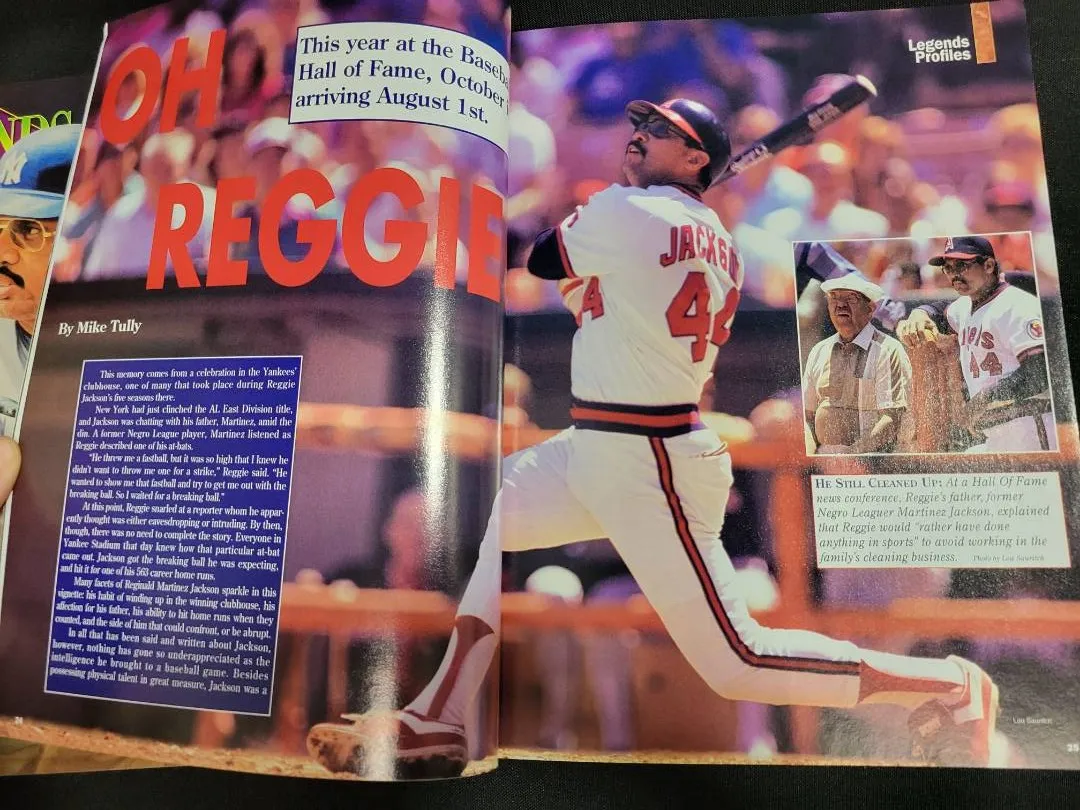 OH
REGGIE
This year at the Baseb
Hall of Fame, October
arriving August 1st.
By Mike Tully
This memory comes from a celebration in the Yankees'
clubhouse, one of many that took place during Reggie
Jackson's five seasons there.
New York had just clinched the AL East Division title,
and Jackson was chatting with his father, Martinez, amid the
din. A former Negro League player, Martinez listened as
Reggie described one of his at-bats.
"He threw me a fastball, but it was so high that I knew he
didn't want to throw me one for a strike," Reggie said. "He
wanted to show me that fastball and try to get me out with the
breaking ball. So I waited for a breaking ball."
At this point, Reggie snarled at a reporter whom he appar-
ently thought was either eavesdropping or intruding. By then,
though, there was no need to complete the story. Everyone in
Yankee Stadium that day knew how that particular at-bat
came out. Jackson got the breaking ball he was expecting,
and hit it for one of his 563 career home runs.
Many facets of Reginald Martinez Jackson sparkle in this
vignette: his habit of winding up in the winning clubhouse, his
affection for his father, his ability to hit home runs when they
counted, and the side of him that could confront, or be abrupt.
In all that has been said and written about Jackson,
however, nothing has gone so underappreciated as the
intelligence he brought to a baseball game. Besides
possessing physical talent in great measure, Jackson was a
Legends
Profiles
JACKSON
44
HE STILL CLEANED UP: At a Hall Of Fame
news conference, Reggie's father, former
Negro Leaguer Martinez Jackson, explained
that Reggie would "rather have done
anything in sports" to avoid working in the
family's cleaning business.
44
25